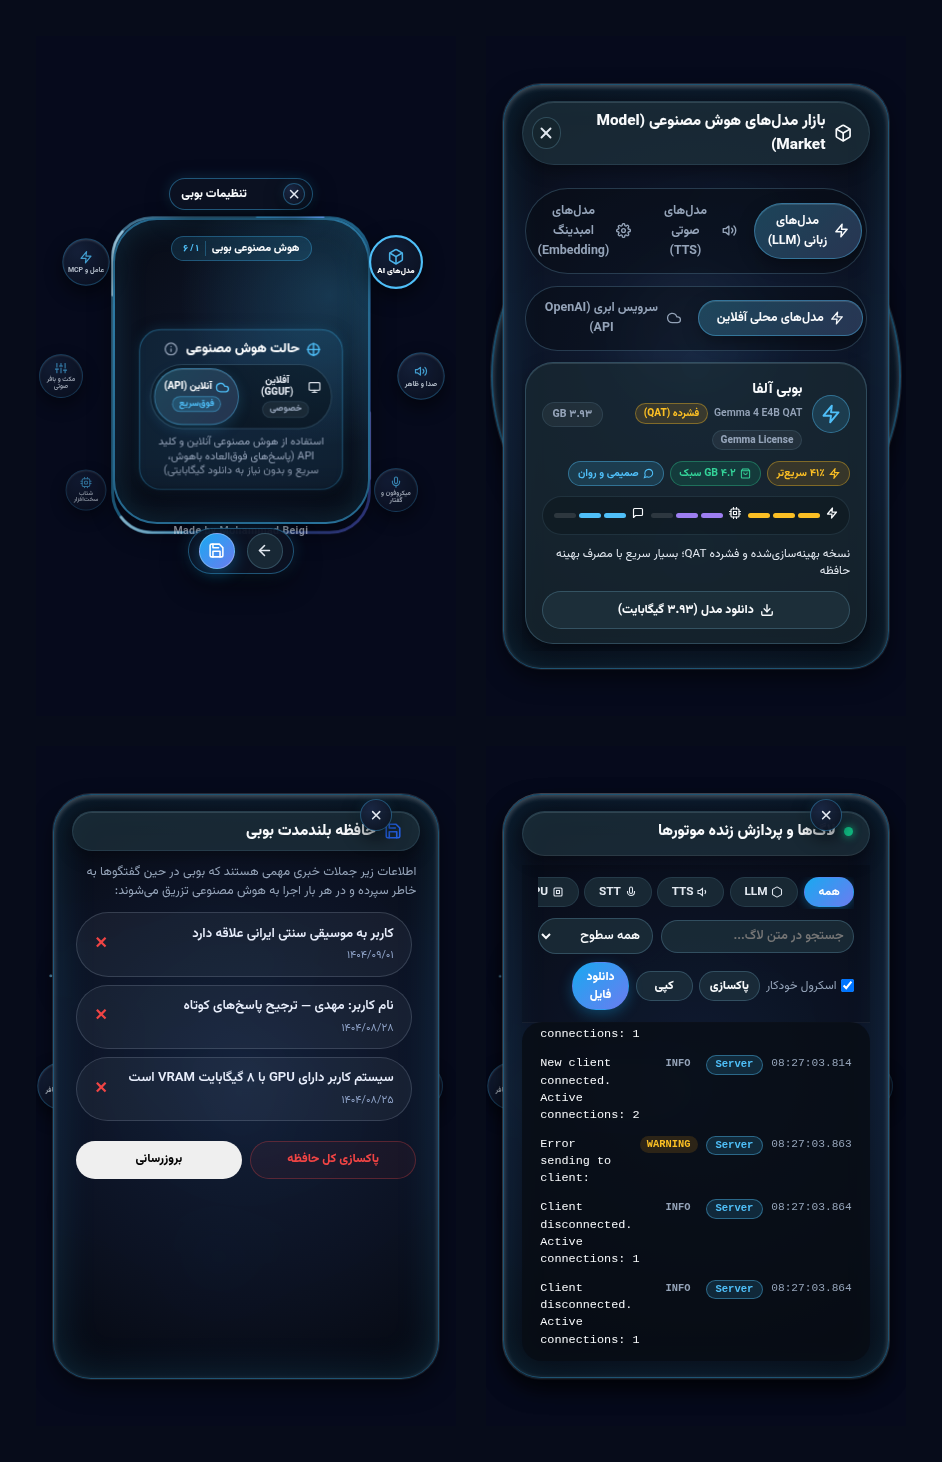 تنظیمات بوبی
هوش مصنوعی بوبی
۶ / ۱
عامل و MCP
مدل‌های AI
مکث و بافر
صوتی
صدا و ظاهر
شتاب
سخت‌افزار
میکروفون و
گفتار
حالت هوش مصنوعی
آفلاین
(GGUF)
خصوصی
آنلاین (API)
فوق‌سریع
استفاده از هوش مصنوعی آنلاین و کلید
API (پاسخ‌های فوق‌العاده باهوش،
سریع و بدون نیاز به دانلود گیگابایتی)
Beigi
بازار مدل‌های هوش مصنوعی (Model
Market)
مدل‌های
زبانی (LLM)
مدل‌های
صوتی
(TTS)
مدل‌های
امبدینگ
(Embedding)
مدل‌های محلی آفلاین
سرویس ابری (OpenAI
API)
بوبی آلفا
Gemma 4 E4B QAT
فشرده (QAT)
۳.۹۳ GB
Gemma License
۴۱٪ سریع‌تر
۴.۲ GB سبک
صمیمی و روان
نسخه بهینه‌سازی‌شده و فشرده QAT؛ بسیار سریع با مصرف بهینه
حافظه
دانلود مدل (۳.۹۳ گیگابایت)
حافظه بلندمدت بوبی
اطلاعات زیر جملات خبری مهمی هستند که بوبی در حین گفتگوها به
خاطر سپرده و در هر بار اجرا به هوش مصنوعی تزریق می‌شوند:
کاربر به موسیقی سنتی ایرانی علاقه دارد
۱۴۰۴/۰۹/۰۱
نام کاربر: مهدی — ترجیح پاسخ‌های کوتاه
۱۴۰۴/۰۸/۲۸
سیستم کاربر دارای GPU با ۸ گیگابایت VRAM است
۱۴۰۴/۰۸/۲۵
پاکسازی کل حافظه
بروزرسانی
لاگ‌ها و پردازش زنده موتورها
همه
LLM
TTS
STT
PU
جستجو در متن لاگ...
همه سطوح
اسکرول خودکار
پاکسازی
کپی
دانلود
فایل
connections: 1
08:27:03.814 Server INFO New client
connected.
Active
connections: 2
08:27:03.863 Server WARNING Error
sending to
client:
08:27:03.864 Server INFO Client
disconnected.
Active
connections: 1
08:27:03.864 Server INFO Client
disconnected.
Active
connections: 1